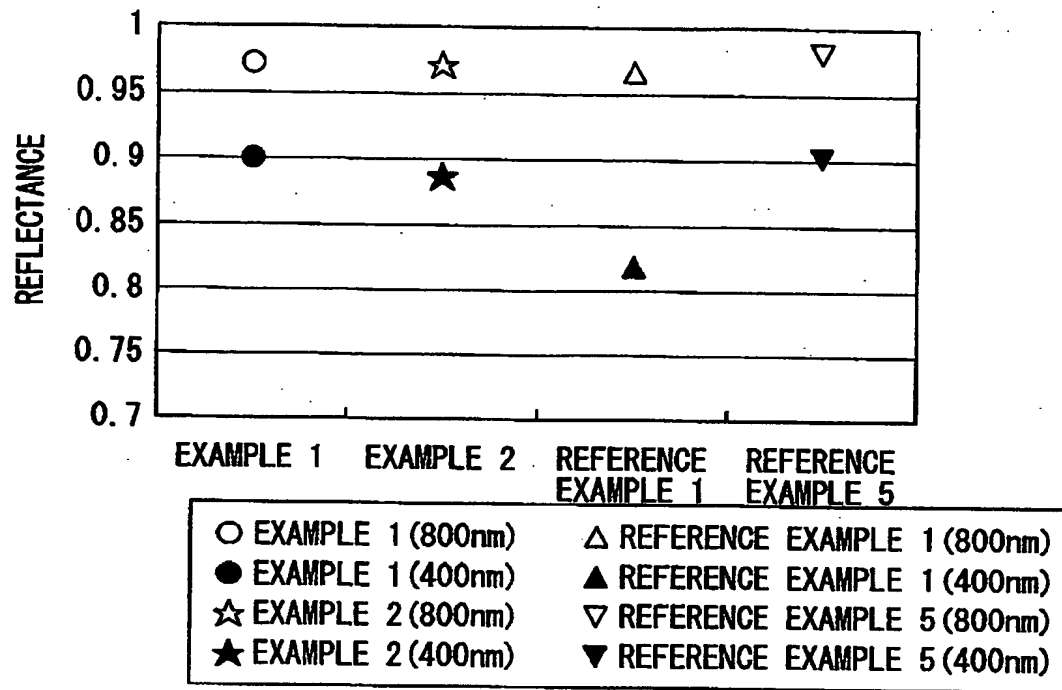 1
0.95
0.9
0.85
0.8
0.75
0.7
REFLECTANCE
EXAMPLE 1
EXAMPLE 2
REFERENCE EXAMPLE 1
REFERENCE EXAMPLE 5
EXAMPLE 1(800nm)
EXAMPLE 1(400nm)
EXAMPLE 2(800nm)
EXAMPLE 2(400nm)
REFERENCE EXAMPLE 1(800nm)
REFERENCE EXAMPLE 1(400nm)
REFERENCE EXAMPLE 5(800nm)
REFERENCE EXAMPLE 5(400nm)